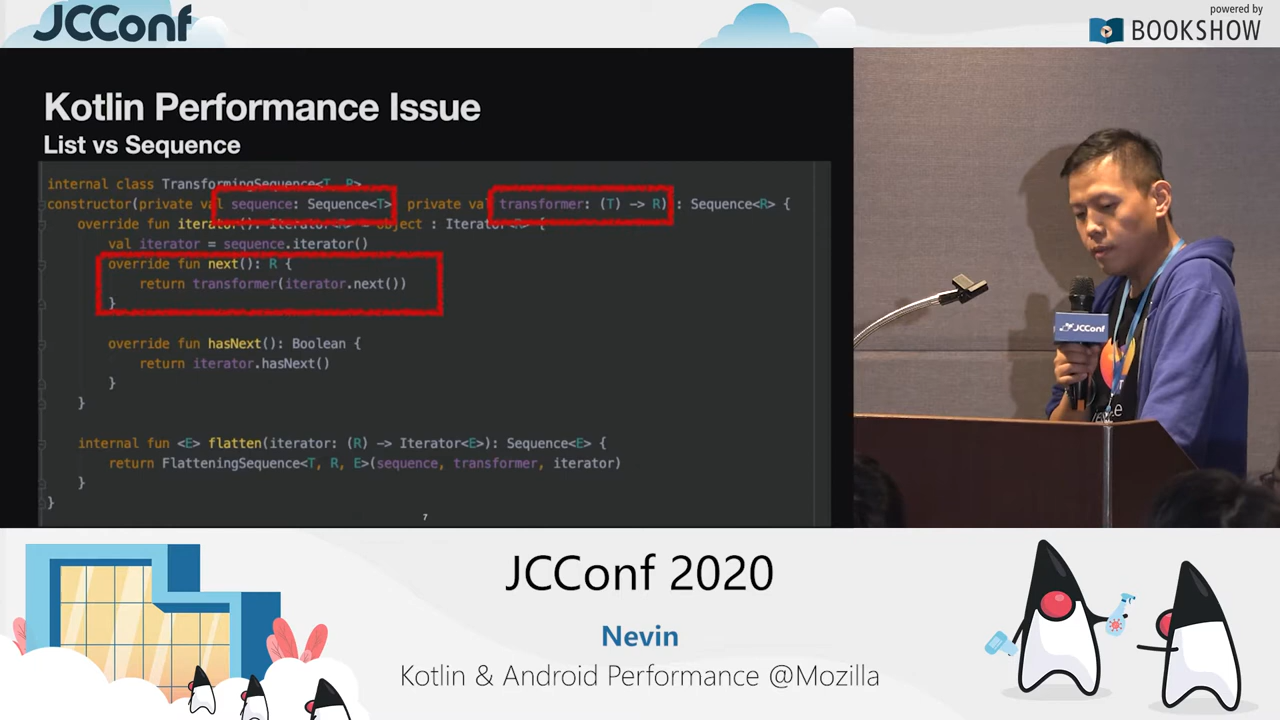 JCConf
powered by
BOOKSHOW
Kotlin Performance Issue
List vs Sequence
internal class TransformingSequence<T, R>
constructor(private val sequence: Sequence<T> private val transformer: (T) -> R) : Sequence<R> {
override fun iterator(): Iterator<R> = object : Iterator<R> {
val iterator = sequence.iterator()
override fun next(): R {
return transformer(iterator.next())
}
override fun hasNext(): Boolean {
return iterator.hasNext()
}
}
internal fun <E> flatten(iterator: (R) -> Iterator<E>): Sequence<E> {
return FlatteningSequence<T, R, E>(sequence, transformer, iterator)
}
}
7
JCConf
JCConf 2020
Nevin
Kotlin & Android Performance @Mozilla